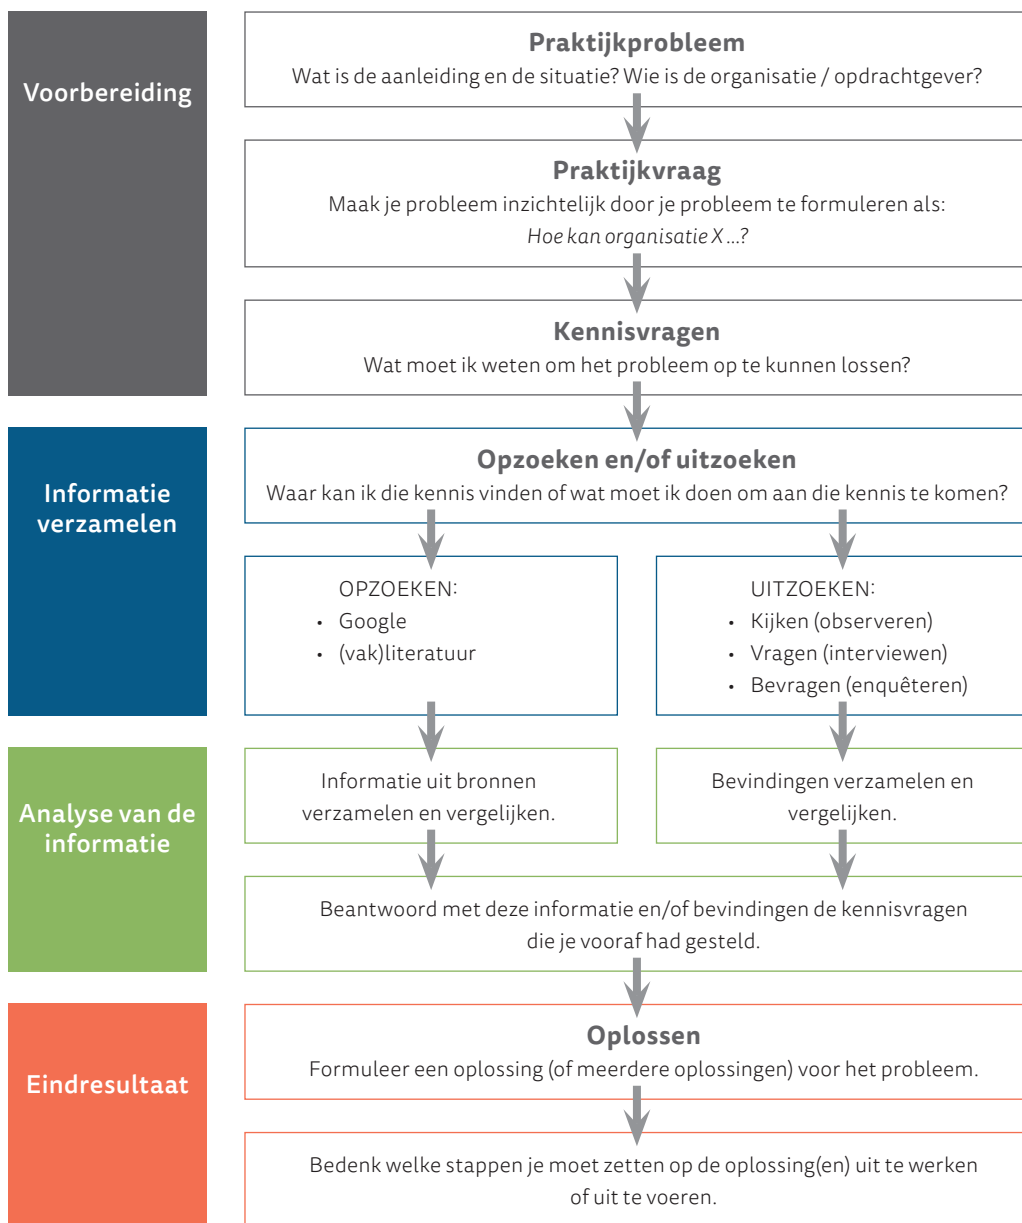 Voorbereiding
Praktijkprobleem
Wat is de aanleiding en de situatie? Wie is de organisatie / opdrachtgever?
Praktijkvraag
Maak je probleem inzichtelijk door je probleem te formuleren als:
Hoe kan organisatie X ...?
Kennisvragen
Wat moet ik weten om het probleem op te kunnen lossen?
Informatie
verzamelen
Opzoeken en/of uitzoeken
Waar kan ik die kennis vinden of wat moet ik doen om aan die kennis te komen?
OPZOEKEN:
• Google
• (vak)literatuur
UITZOEKEN:
• Kijken (observeren)
• Vragen (interviewen)
• Bevragen (enquêteren)
Analyse van de
informatie
Informatie uit bronnen
verzamelen en vergelijken.
Bevindingen verzamelen en
vergelijken.
Beantwoord met deze informatie en/of bevindingen de kennisvragen
die je vooraf had gesteld.
Eindresultaat
Oplossen
Formuleer een oplossing (of meerdere oplossingen) voor het probleem.
Bedenk welke stappen je moet zetten op de oplossing(en) uit te werken
of uit te voeren.